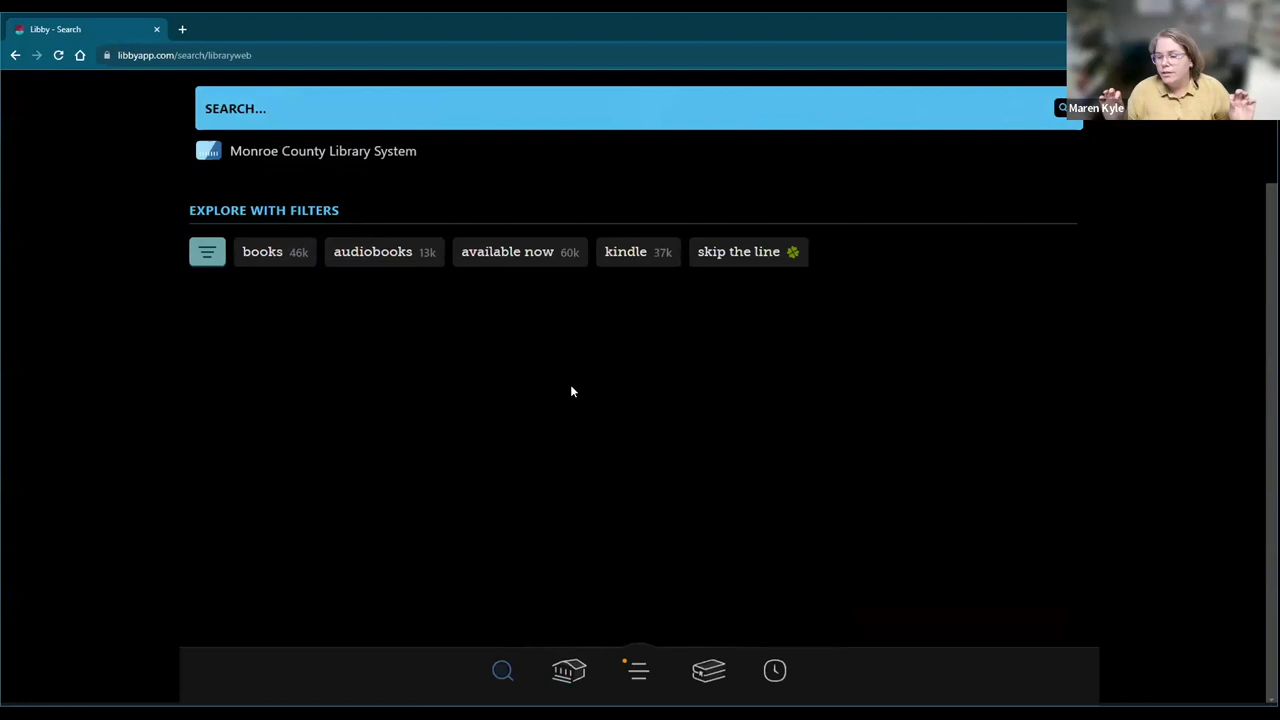 Libby - Search
libbyapp.com/search/libraryweb
Maren Kyle
SEARCH...
Monroe County Library System
EXPLORE WITH FILTERS
books 46k audiobooks 13k available now 60k kindle 37k skip the line